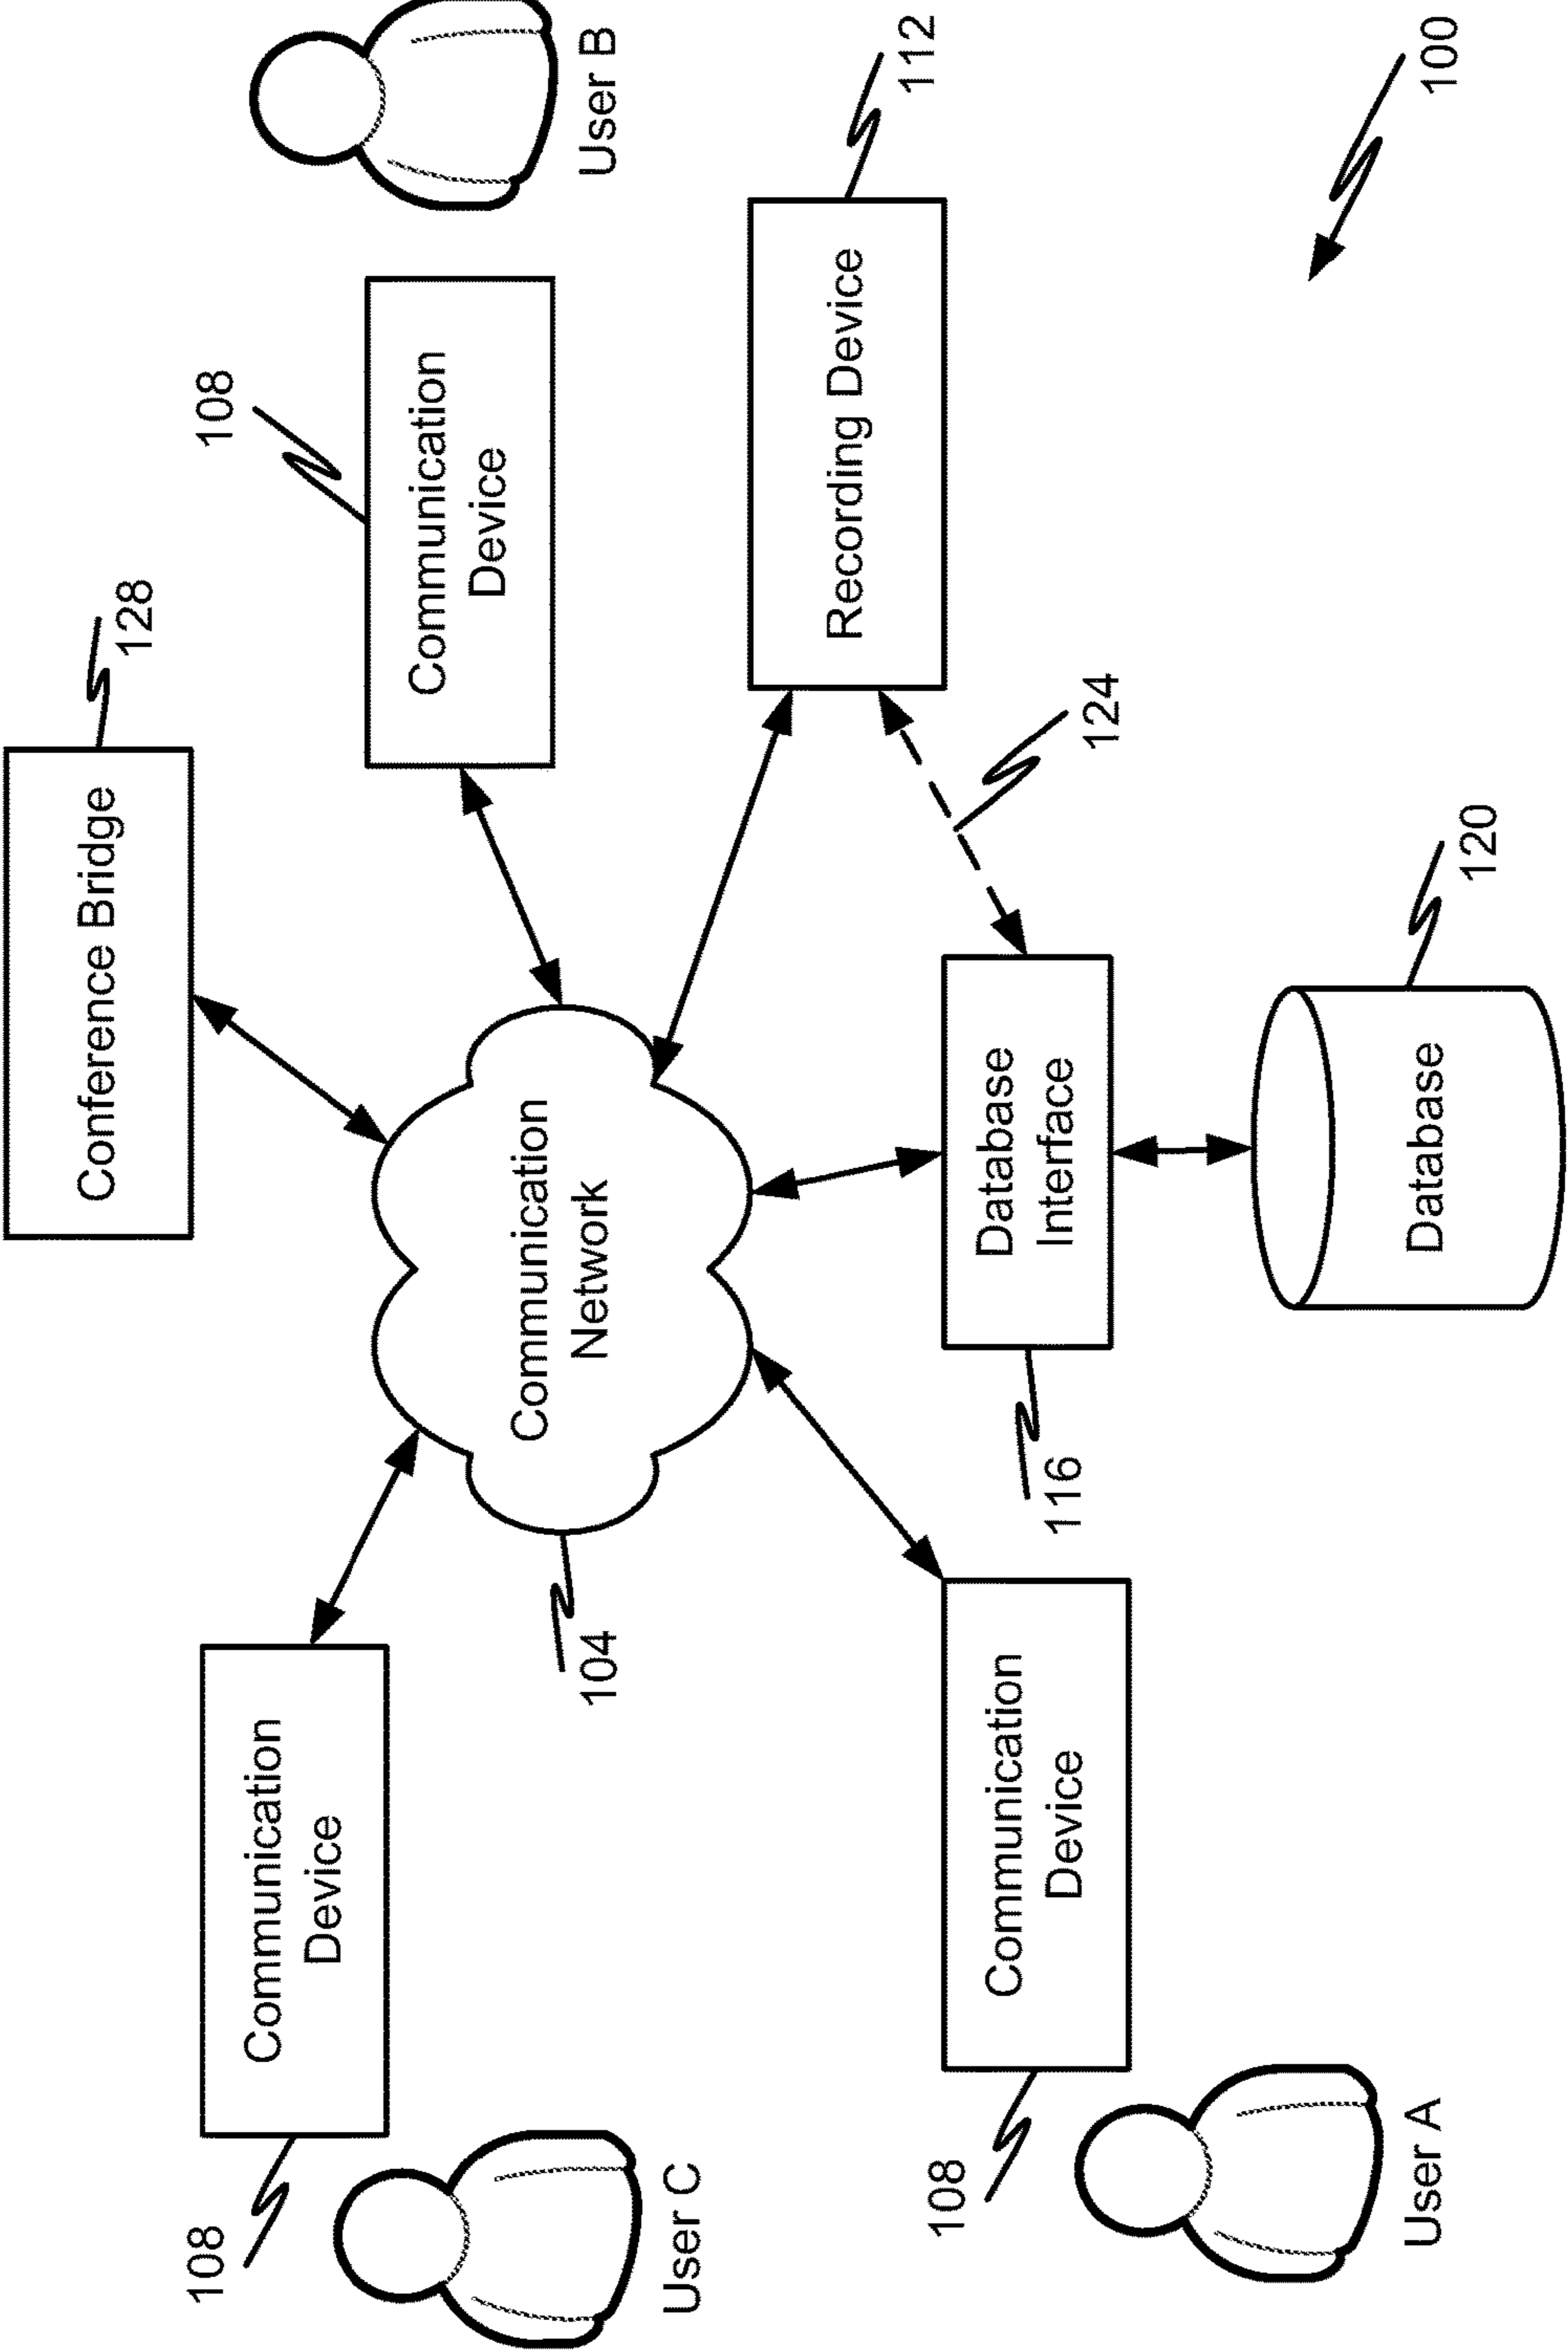 Conference Bridge
128
108
108
Communication
Device
Communication
Device
Communication
Network
104
User B
User C
Recording Device
112
108
Communication
Device
Database
Interface
116
124
User A
Database
100
120